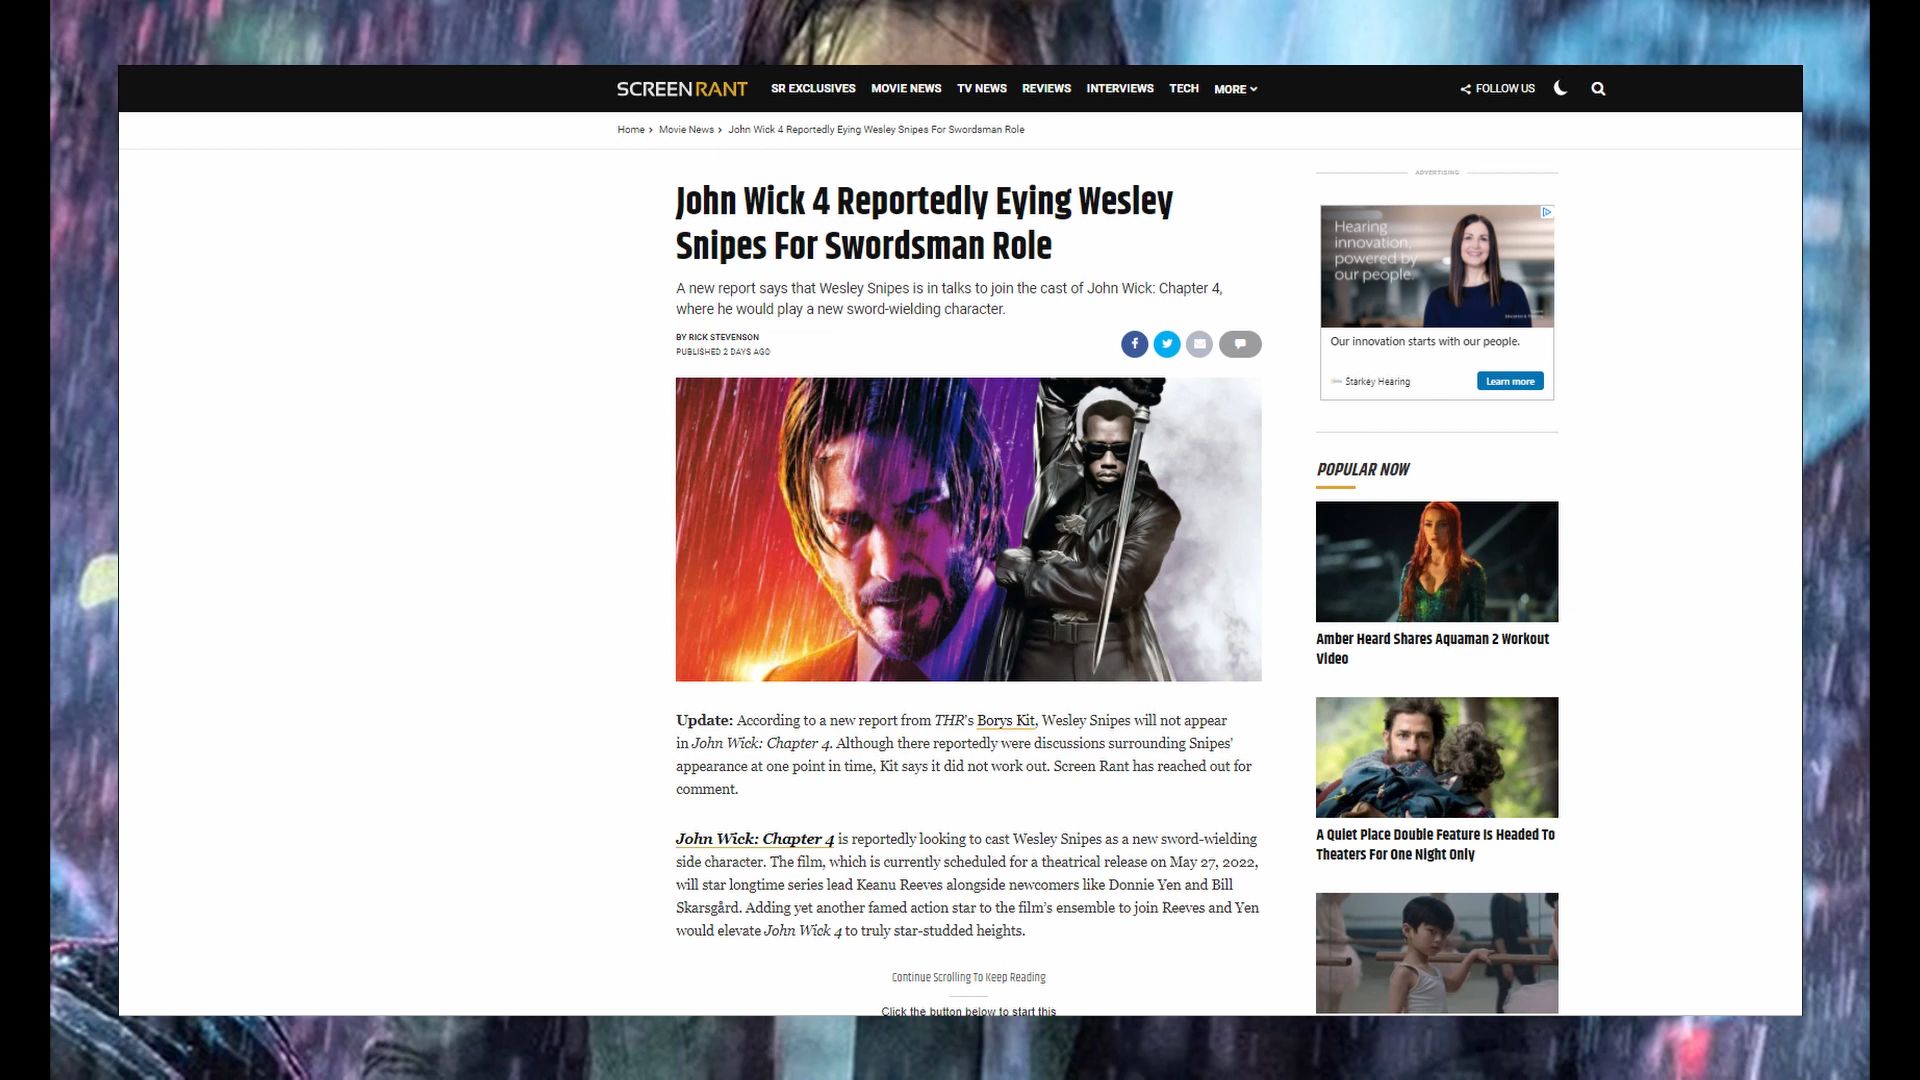 SCREENRANT
SR EXCLUSIVES
MOVIE NEWS
TV NEWS
REVIEWS
INTERVIEWS
TECH
MORE
FOLLOW US
Home › Movie News › John Wick 4 Reportedly Eying Wesley Snipes For Swordsman Role
John Wick 4 Reportedly Eying Wesley
Snipes For Swordsman Role
A new report says that Wesley Snipes is in talks to join the cast of John Wick: Chapter 4,
where he would play a new sword-wielding character.
BY RICK STEVENSON
PUBLISHED 2 DAYS AGO
Update: According to a new report from THR's Borys Kit, Wesley Snipes will not appear
in John Wick: Chapter 4. Although there reportedly were discussions surrounding Snipes'
appearance at one point in time, Kit says it did not work out. Screen Rant has reached out for
comment.
John Wick: Chapter 4 is reportedly looking to cast Wesley Snipes as a new sword-wielding
side character. The film, which is currently scheduled for a theatrical release on May 27, 2022,
will star longtime series lead Keanu Reeves alongside newcomers like Donnie Yen and Bill
Skarsgård. Adding yet another famed action star to the film's ensemble to join Reeves and Yen
would elevate John Wick 4 to truly star-studded heights.
Continue Scrolling To Keep Reading
Click the button below to start this
ADVERTISING
Hearing
innovation,
powered by
our people.
Our innovation starts with our people.
Starkey Hearing
Learn more
POPULAR NOW
Amber Heard Shares Aquaman 2 Workout
Video
A Quiet Place Double Feature Is Headed To
Theaters For One Night Only